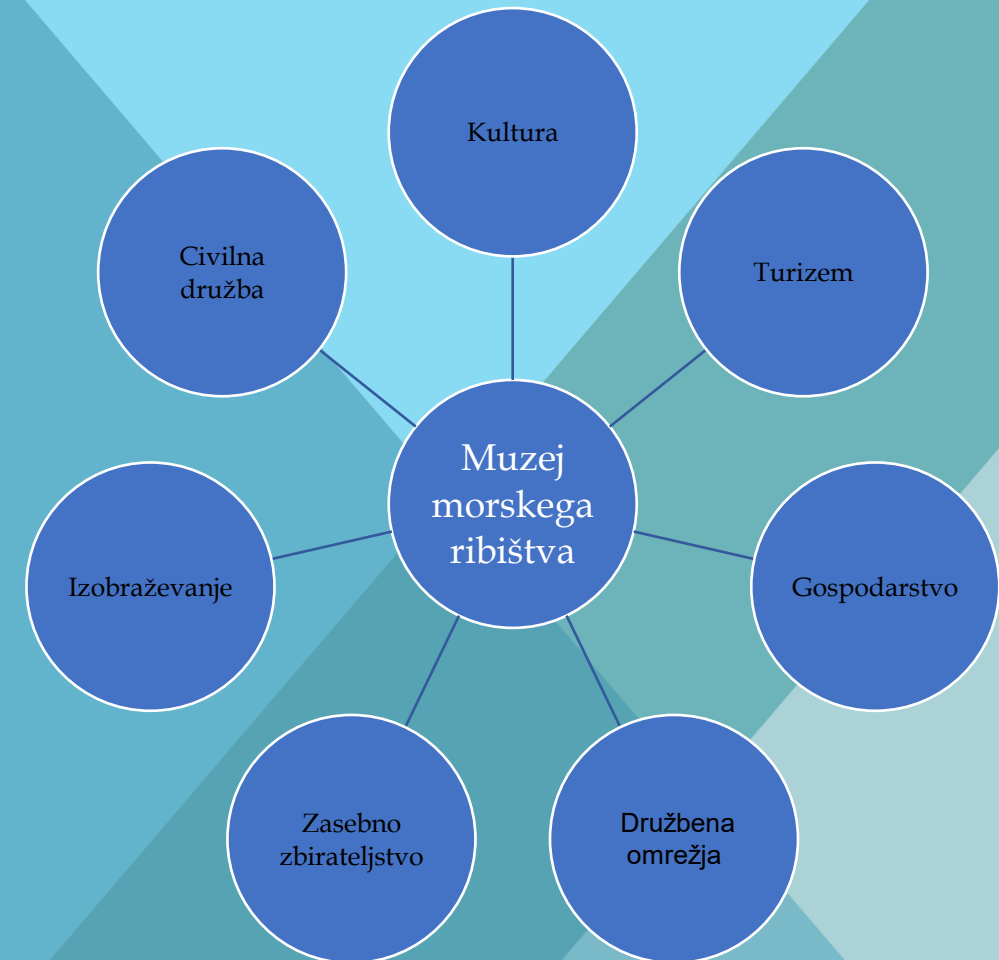 Kultura
Civilna
družba
Turizem
Muzej
morskega
ribištva
Izobraževanje
Gospodarstvo
Zasebno
zbirateljstvo
Družbena
omrežja